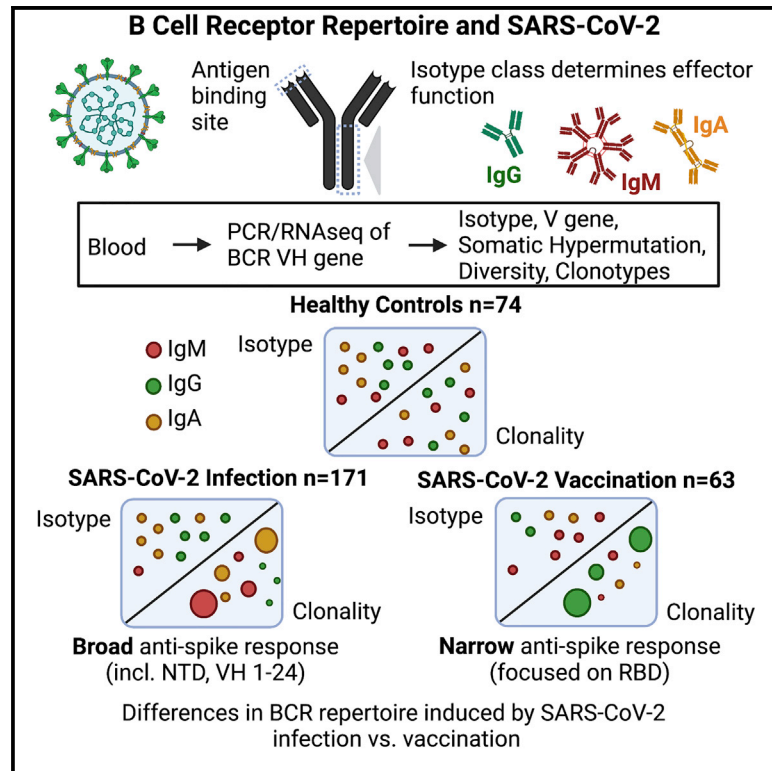 B Cell Receptor Repertoire and SARS-CoV-2
Antigen
binding
site
Isotype class determines effector
function
IgG
IgM
IgA
Blood
PCR/RNAseq of
BCR VH gene
Isotype, V gene,
Somatic Hypermutation,
Diversity, Clonotypes
Healthy Controls n=74
IgM
IgG
IgA
Isotype
Clonality
SARS-CoV-2 Infection n=171
Isotype
Clonality
Broad anti-spike response
(incl. NTD, VH 1-24)
SARS-CoV-2 Vaccination n=63
Isotype
Clonality
Narrow anti-spike response
(focused on RBD)
Differences in BCR repertoire induced by SARS-CoV-2
infection vs. vaccination